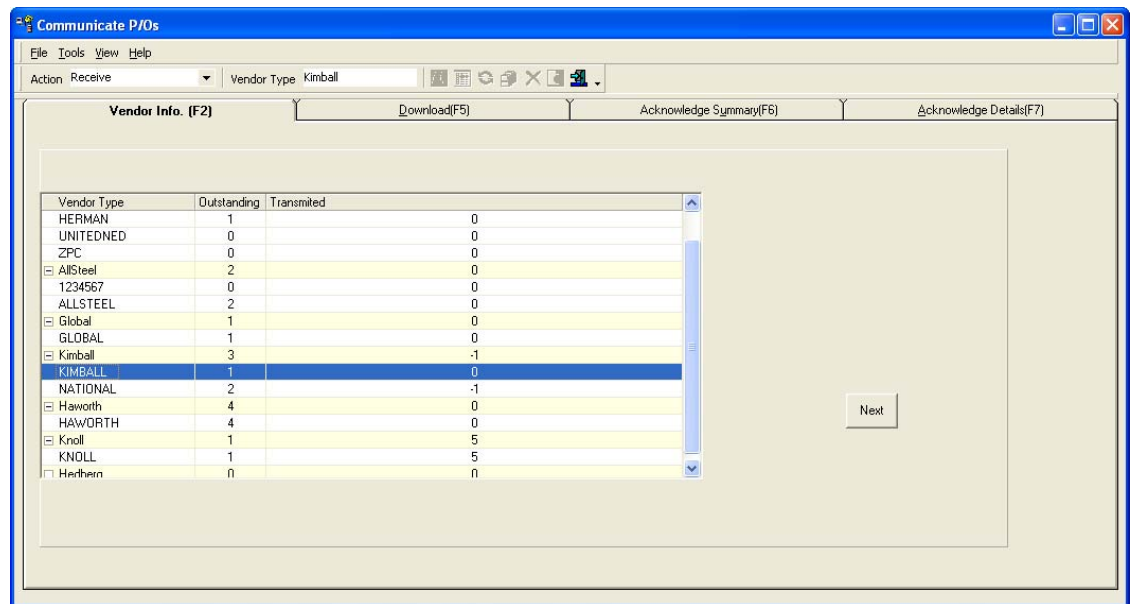 Communicate P/Os
File Tools View Help
Action Receive Vendor Type Kimball
Vendor Info. (F2) Download(F5) Acknowledge Summary(F6) Acknowledge Details(F7)
Vendor Type Outstanding Transmited
HERMAN 1 0
UNITEDNED 0 0
ZPC 0 0
AllSteel 2 0
1234567 0 0
ALLSTEEL 2 0
Global 1 0
GLOBAL 1 0
Kimball 3 -1
KIMBALL 1 0
NATIONAL 2 -1
Haworth 4 0
HAWORTH 4 0
Knoll 1 5
KNOLL 1 5
Hedberg 0 0
Next